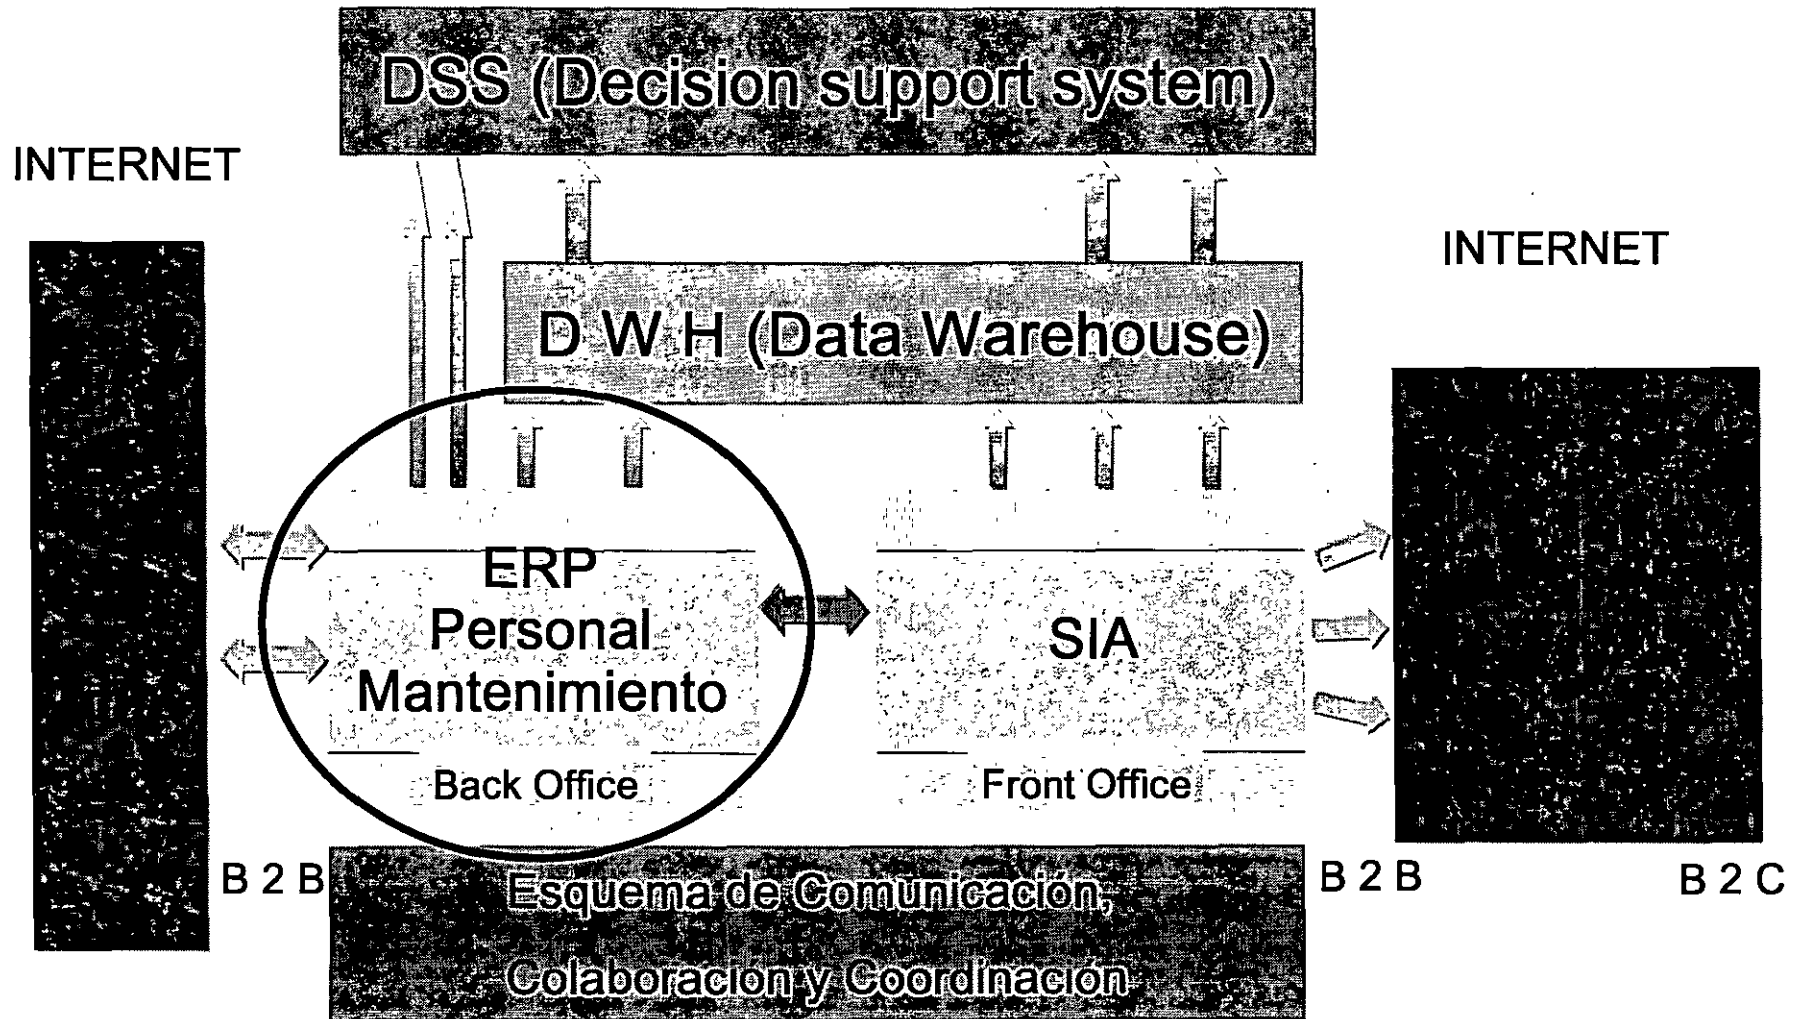 DSS (Decision support system)
INTERNET
INTERNET
D W H (Data Warehouse)
ERP
Personal
Mantenimiento
SIA
Back Office
Front Office
B 2 B
Esquema de Comunicación,
Colaboración y Coordinación
B 2 B
B 2 C